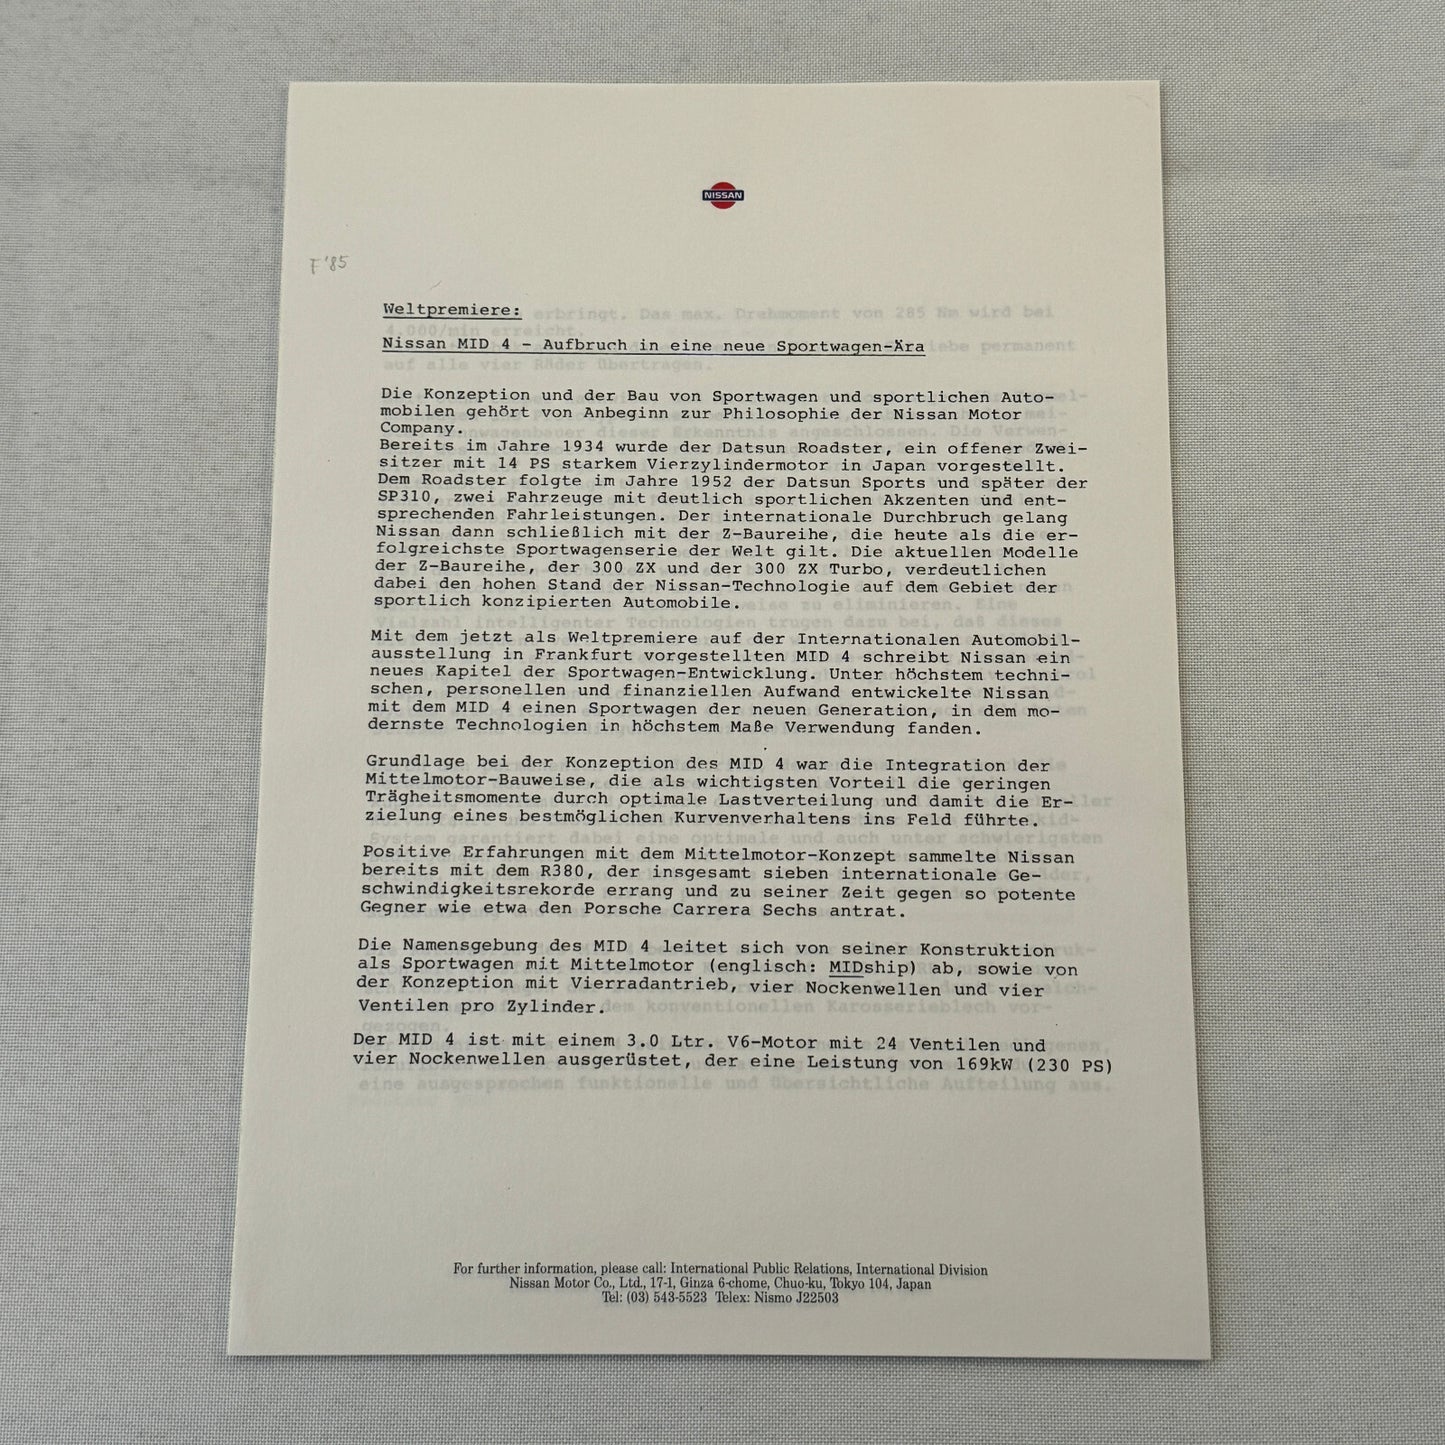 NISSAN
F'85
Weltpremiere:
Nissan MID 4 - Aufbruch in eine neue Sportwagen-Ära
Die Konzeption und der Bau von Sportwagen und sportlichen Auto-
mobilen gehört von Anbeginn zur Philosophie der Nissan Motor
Company.
Bereits im Jahre 1934 wurde der Datsun Roadster, ein offener Zwei-
sitzer mit 14 PS starkem Vierzylindermotor in Japan vorgestellt.
Dem Roadster folgte im Jahre 1952 der Datsun Sports und später der
SP310, zwei Fahrzeuge mit deutlich sportlichen Akzenten und ent-
sprechenden Fahrleistungen. Der internationale Durchbruch gelang
Nissan dann schließlich mit der Z-Baureihe, die heute als die er-
folgreichste Sportwagenserie der Welt gilt. Die aktuellen Modelle
der Z-Baureihe, der 300 ZX und der 300 ZX Turbo, verdeutlichen
dabei den hohen Stand der Nissan-Technologie auf dem Gebiet der
sportlich konzipierten Automobile.
Mit dem jetzt als Weltpremiere auf der Internationalen Automobil-
ausstellung in Frankfurt vorgestellten MID 4 schreibt Nissan ein
neues Kapitel der Sportwagen-Entwicklung. Unter höchstem techni-
schen, personellen und finanziellen Aufwand entwickelte Nissan
mit dem MID 4 einen Sportwagen der neuen Generation, in dem mo-
dernste Technologien in höchstem Maße Verwendung fanden.
Grundlage bei der Konzeption des MID 4 war die Integration der
Mittelmotor-Bauweise, die als wichtigsten Vorteil die geringen
Trägheitsmomente durch optimale Lastverteilung und damit die Er-
zielung eines bestmöglichen Kurvenverhaltens ins Feld führte.
Positive Erfahrungen mit dem Mittelmotor-Konzept sammelte Nissan
bereits mit dem R380, der insgesamt sieben internationale Ge-
schwindigkeitsrekorde errang und zu seiner Zeit gegen so potente
Gegner wie etwa den Porsche Carrera Sechs antrat.
Die Namensgebung des MID 4 leitet sich von seiner Konstruktion
als Sportwagen mit Mittelmotor (englisch: MIDship) ab, sowie von
der Konzeption mit Vierradantrieb, vier Nockenwellen und vier
Ventilen pro Zylinder.
Der MID 4 ist mit einem 3.0 Ltr. V6-Motor mit 24 Ventilen und
vier Nockenwellen ausgerüstet, der eine Leistung von 169kW (230 PS)
For further information, please call: International Public Relations, International Division
Nissan Motor Co., Ltd., 17-1, Ginza 6-chome, Chuo-ku, Tokyo 104, Japan
Tel: (03) 543-5523 Telex: Nismo J22503